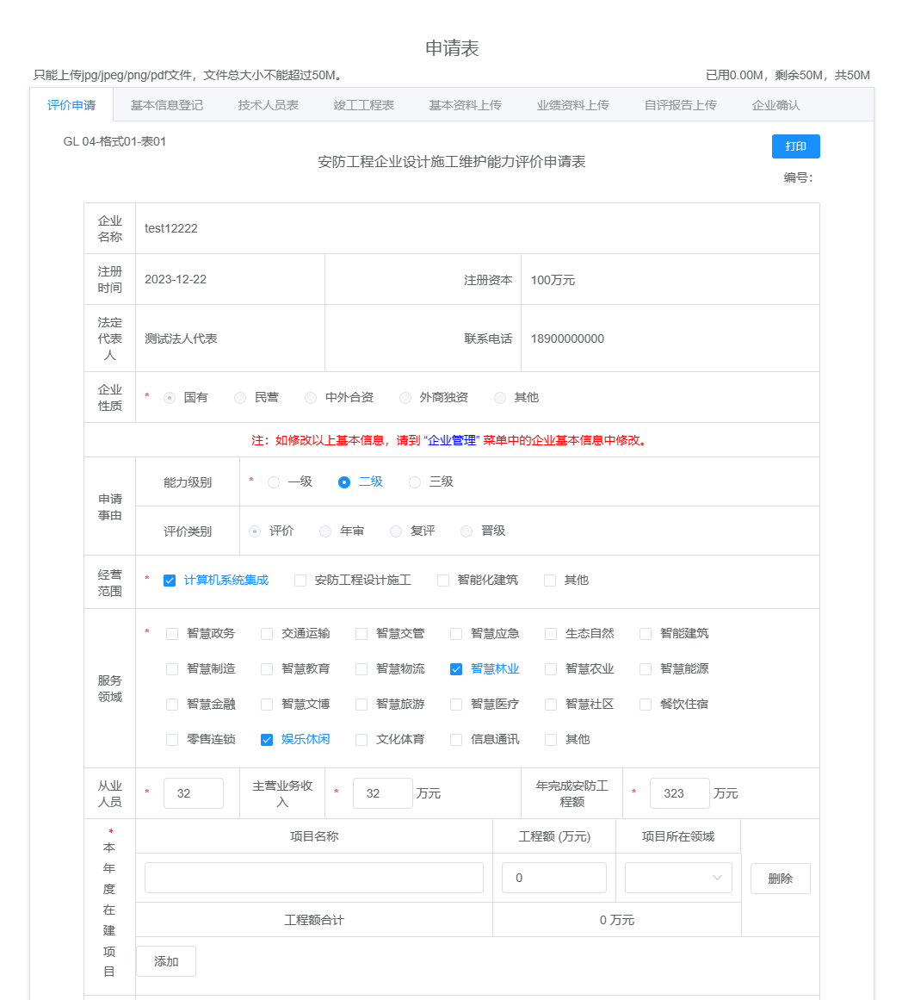 申请表
只能上传jpg/jpeg/png/pdf文件，文件总大小不能超过50M。
已用0.00M，剩余50M，共50M
评价申请 基本信息登记 技术人员表 竣工工程表 基本资料上传 业绩资料上传 自评报告上传 企业确认
GL 04-格式01-表01
打印
安防工程企业设计施工维护能力评价申请表
编号：
企业名称 test12222
注册时间 2023-12-22 注册资本 100万元
法定代表人 测试法人代表 联系电话 18900000000
企业性质 * 国有 民营 中外合资 外商独资 其他
注：如修改以上基本信息，请到 “企业管理” 菜单中的企业基本信息中修改。
申请事由
能力级别 * 一级 二级 三级
评价类别 评价 年审 复评 晋级
经营范围 * 计算机系统集成 安防工程设计施工 智能化建筑 其他
服务领域
* 智慧政务 交通运输 智慧交管 智慧应急 生态自然 智能建筑
智慧制造 智慧教育 智慧物流 智慧林业 智慧农业 智慧能源
智慧金融 智慧文博 智慧旅游 智慧医疗 智慧社区 餐饮住宿
零售连锁 娱乐休闲 文化体育 信息通讯 其他
从业人员 * 32 主营业务收入 * 32 万元 年完成安防工程额 * 323 万元
* 本年度在建项目
项目名称 工程额 (万元) 项目所在领域
0 删除
工程额合计 0 万元
添加